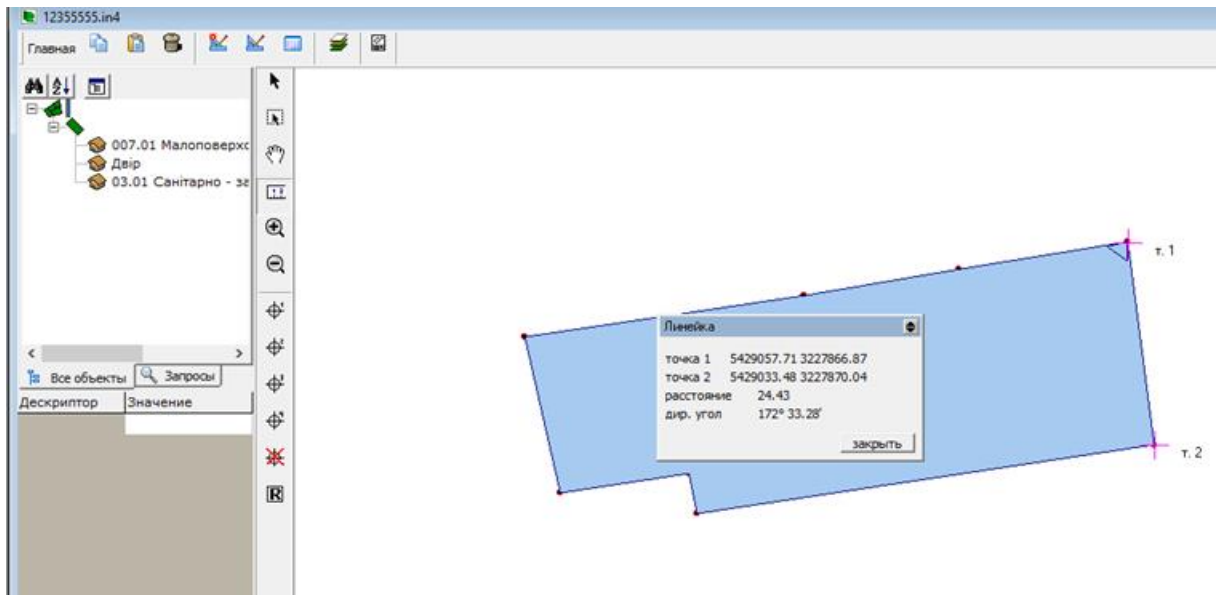 12355555.in4
Главная
007.01 Малоповерхс
Двір
03.01 Санітарно - за
Все объекты Запросы
Дескриптор Значение
т. 1
Линейка
точка 1 5429057.71 3227866.87
точка 2 5429033.48 3227870.04
расстояние 24.43
дир. угол 172° 33.28'
закрыть
т. 2
R